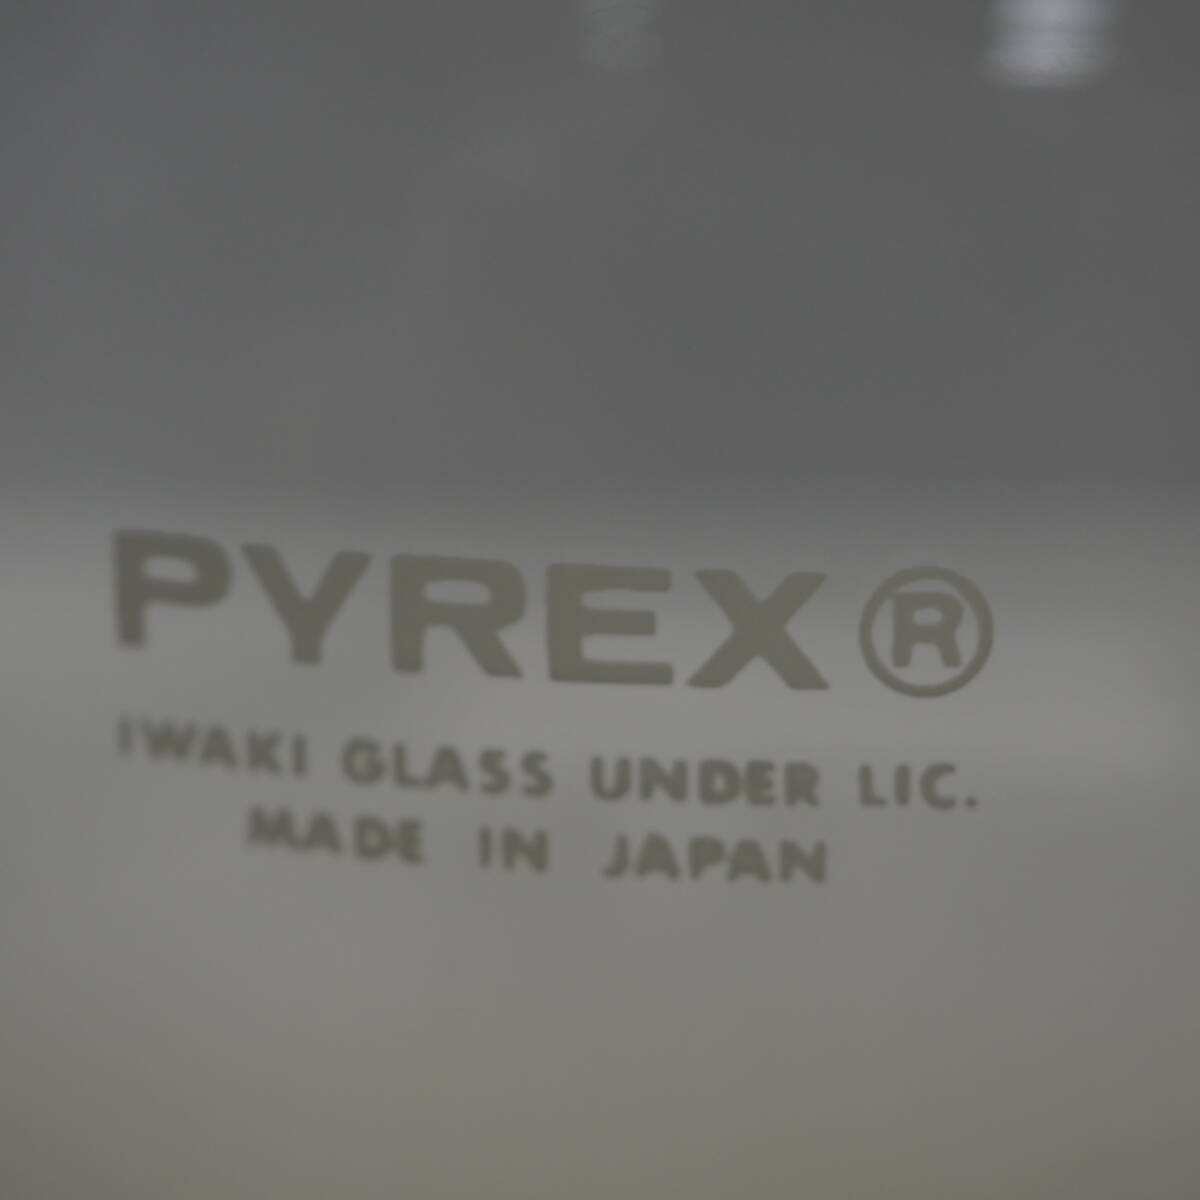 PYREX®
IWAKI GLASS UNDER LIC.
MADE IN JAPAN